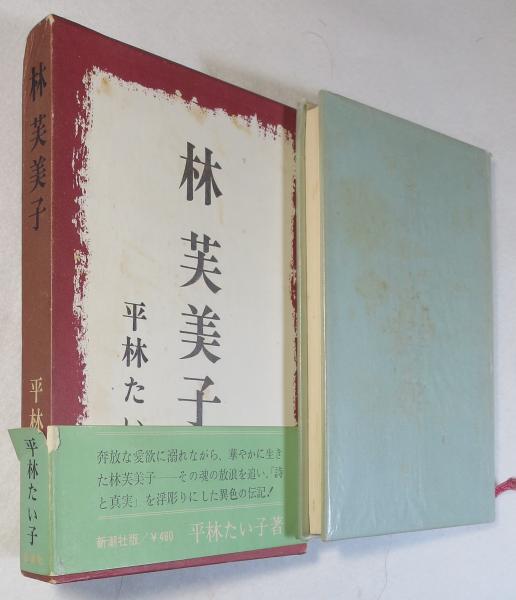 林芙美子
平林
平林たい子
林芙美子
平林たい
奔放な愛欲に溺れながら、華やかに生き
た林芙美子――その魂の放浪を追い、「詩
と真実」を浮彫りにした異色の伝記!
新潮社版/¥480 平林たい子著